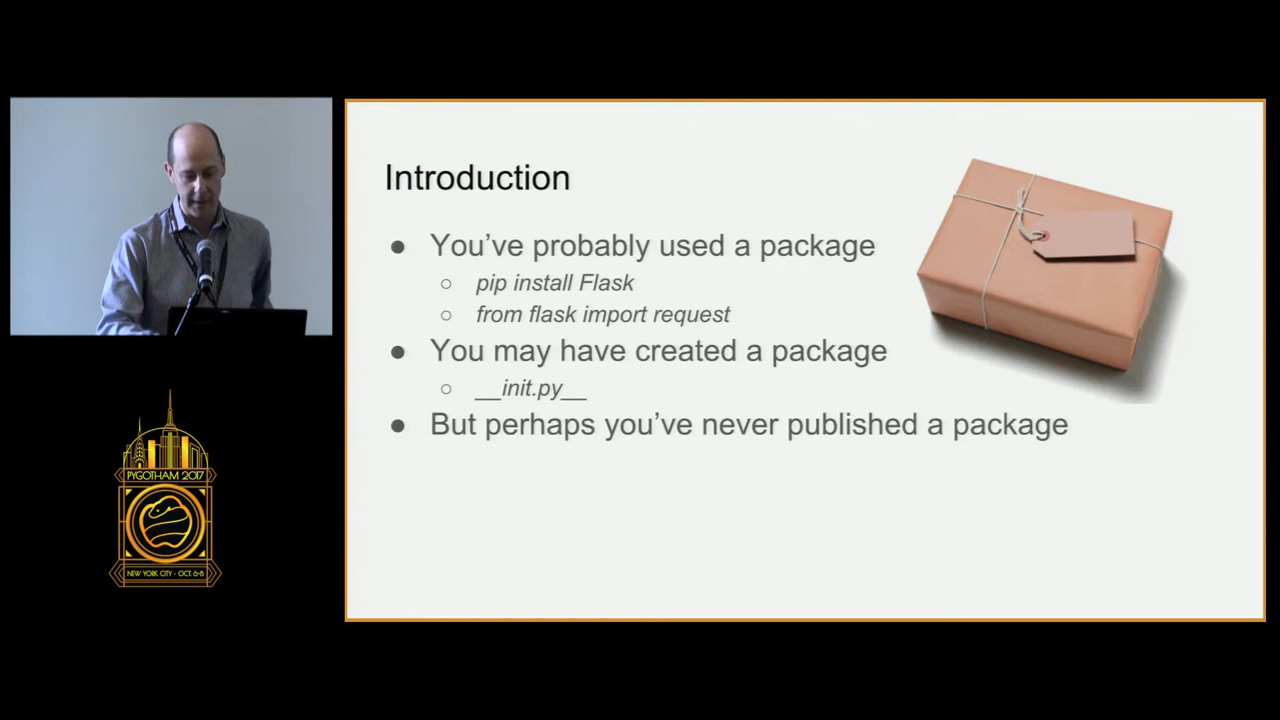 Introduction
● You’ve probably used a package
○ pip install Flask
○ from flask import request
● You may have created a package
○ __init.py__
● But perhaps you’ve never published a package
PYGOTHAM 2017
NEW YORK CITY - OCT. 6-8